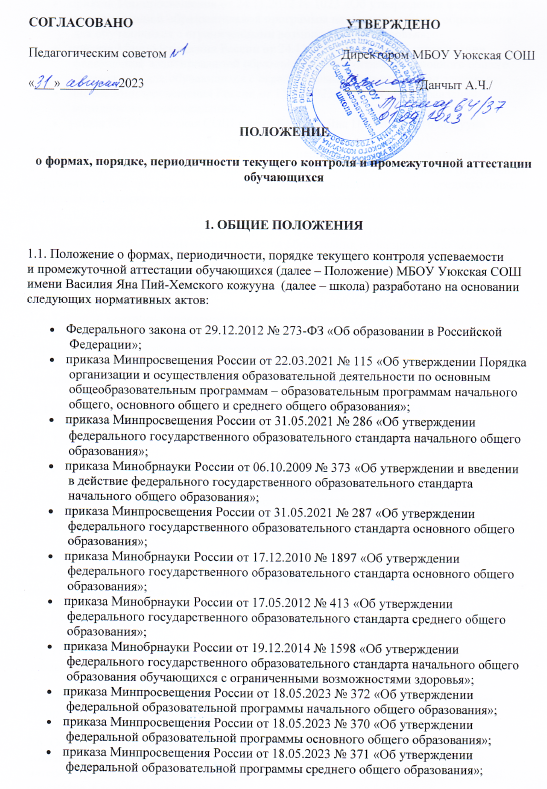 СОГЛАСОВАНО УТВЕРЖДЕНО
Педагогическим советом №1 Директором МБОУ Уюкская СОШ
«31» август 2023 /Данчыт А.Ч./
Приказ 64/37
01.09.2023
ПОЛОЖЕНИЕ
о формах, порядке, периодичности текущего контроля и промежуточной аттестации
обучающихся
1. ОБЩИЕ ПОЛОЖЕНИЯ
1.1. Положение о формах, периодичности, порядке текущего контроля успеваемости
и промежуточной аттестации обучающихся (далее – Положение) МБОУ Уюкская СОШ
имени Василия Яна Пий-Хемского кожууна (далее – школа) разработано на основании
следующих нормативных актов:
• Федерального закона от 29.12.2012 № 273-ФЗ «Об образовании в Российской
Федерации»;
• приказа Минпросвещения России от 22.03.2021 № 115 «Об утверждении Порядка
организации и осуществления образовательной деятельности по основным
общеобразовательным программам – образовательным программам начального
общего, основного общего и среднего общего образования»;
• приказа Минпросвещения России от 31.05.2021 № 286 «Об утверждении
федерального государственного образовательного стандарта начального общего
образования»;
• приказа Минобрнауки России от 06.10.2009 № 373 «Об утверждении и введении
в действие федерального государственного образовательного стандарта
начального общего образования»;
• приказа Минпросвещения России от 31.05.2021 № 287 «Об утверждении
федерального государственного образовательного стандарта основного общего
образования»;
• приказа Минобрнауки России от 17.12.2010 № 1897 «Об утверждении
федерального государственного образовательного стандарта основного общего
образования»;
• приказа Минобрнауки России от 17.05.2012 № 413 «Об утверждении
федерального государственного образовательного стандарта среднего общего
образования»;
• приказа Минобрнауки России от 19.12.2014 № 1598 «Об утверждении
федерального государственного образовательного стандарта начального общего
образования обучающихся с ограниченными возможностями здоровья»;
• приказа Минпросвещения России от 18.05.2023 № 372 «Об утверждении
федеральной образовательной программы начального общего образования»;
• приказа Минпросвещения России от 18.05.2023 № 370 «Об утверждении
федеральной образовательной программы основного общего образования»;
• приказа Минпросвещения России от 18.05.2023 № 371 «Об утверждении
федеральной образовательной программы среднего общего образования»;